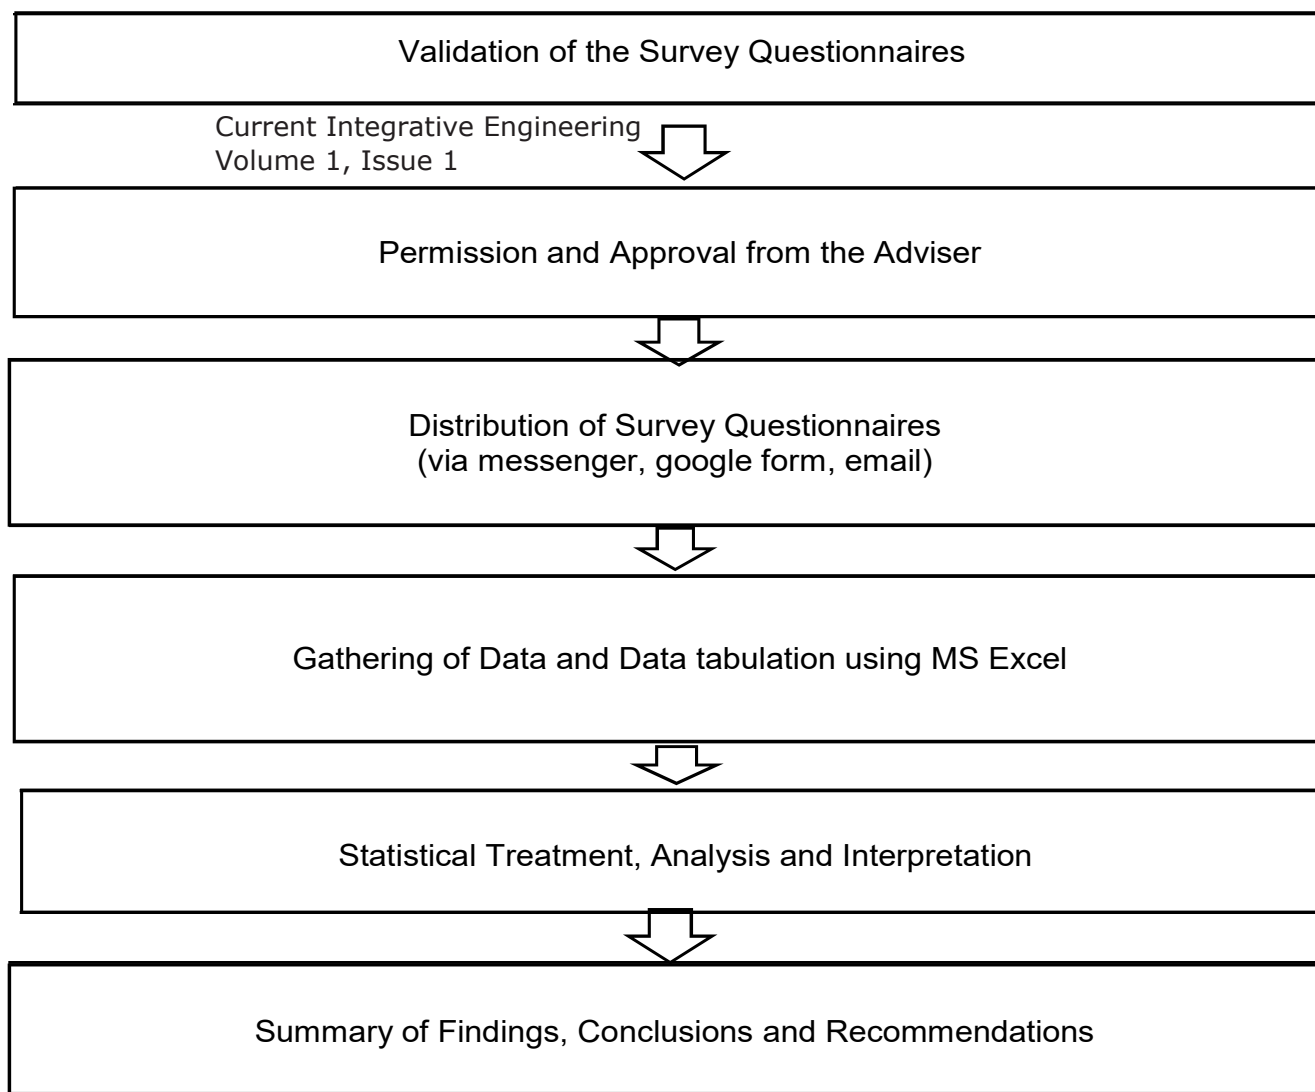 Validation of the Survey Questionnaires
Current Integrative Engineering
Volume 1, Issue 1
Permission and Approval from the Adviser
Distribution of Survey Questionnaires
(via messenger, google form, email)
Gathering of Data and Data tabulation using MS Excel
Statistical Treatment, Analysis and Interpretation
Summary of Findings, Conclusions and Recommendations